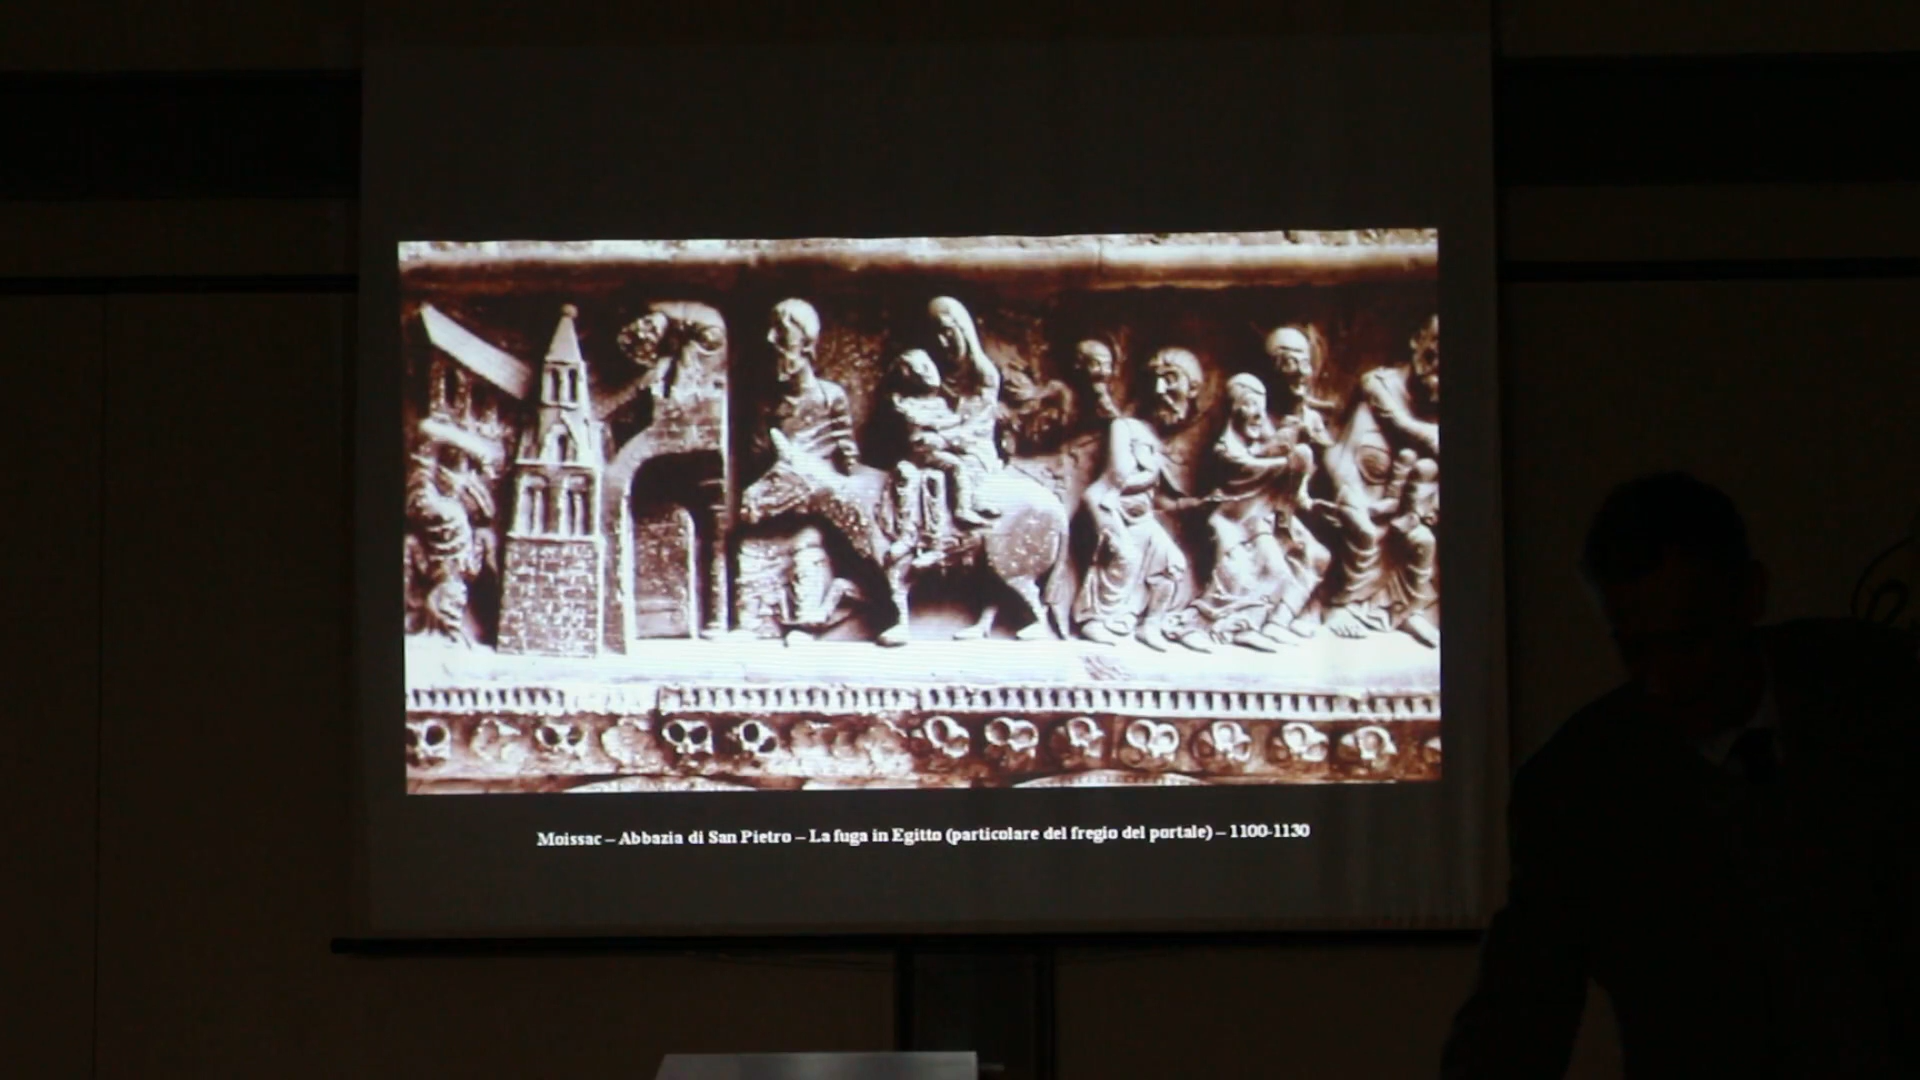 Moissac – Abbazia di San Pietro – La fuga in Egitto (particolare del fregio del portale) – 1100-1130